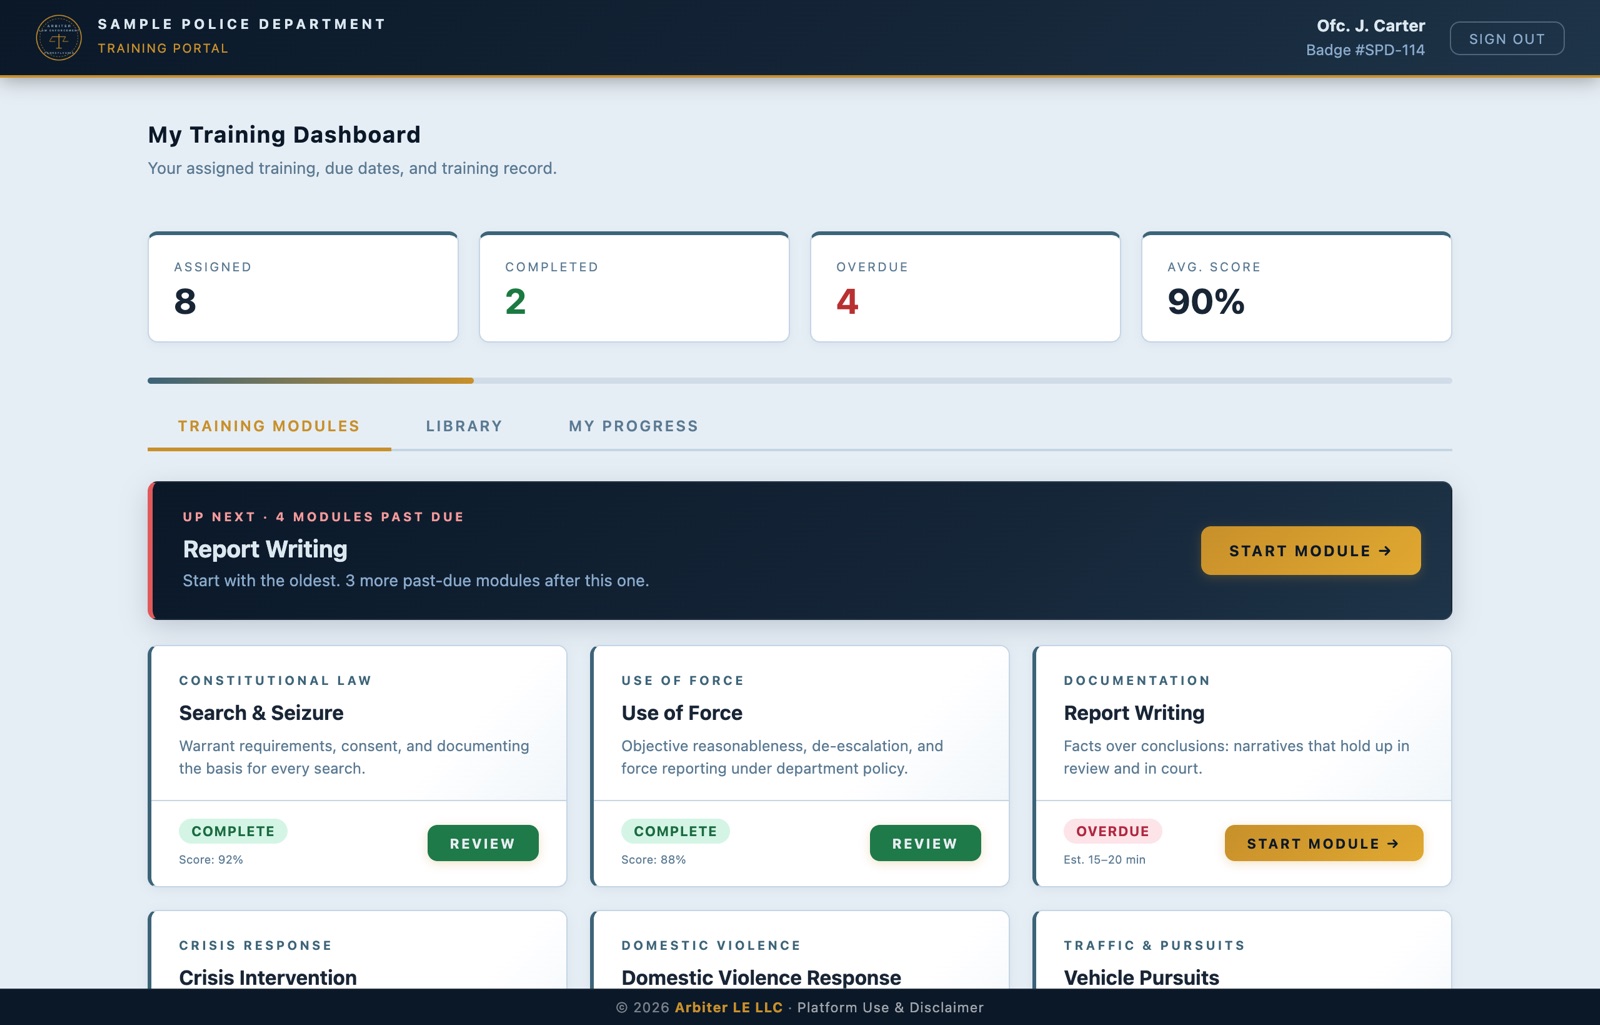 SAMPLE POLICE DEPARTMENT
TRAINING PORTAL
Ofc. J. Carter
Badge #SPD-114
SIGN OUT
My Training Dashboard
Your assigned training, due dates, and training record.
ASSIGNED
8
COMPLETED
2
OVERDUE
4
AVG. SCORE
90%
TRAINING MODULES
LIBRARY
MY PROGRESS
UP NEXT · 4 MODULES PAST DUE
Report Writing
Start with the oldest. 3 more past-due modules after this one.
START MODULE →
CONSTITUTIONAL LAW
Search & Seizure
Warrant requirements, consent, and documenting
the basis for every search.
COMPLETE
Score: 92%
REVIEW
USE OF FORCE
Use of Force
Objective reasonableness, de-escalation, and
force reporting under department policy.
COMPLETE
Score: 88%
REVIEW
DOCUMENTATION
Report Writing
Facts over conclusions: narratives that hold up in
review and in court.
OVERDUE
Est. 15–20 min
START MODULE →
CRISIS RESPONSE
Crisis Intervention
DOMESTIC VIOLENCE
Domestic Violence Response
TRAFFIC & PURSUITS
Vehicle Pursuits
© 2026 Arbiter LE LLC · Platform Use & Disclaimer